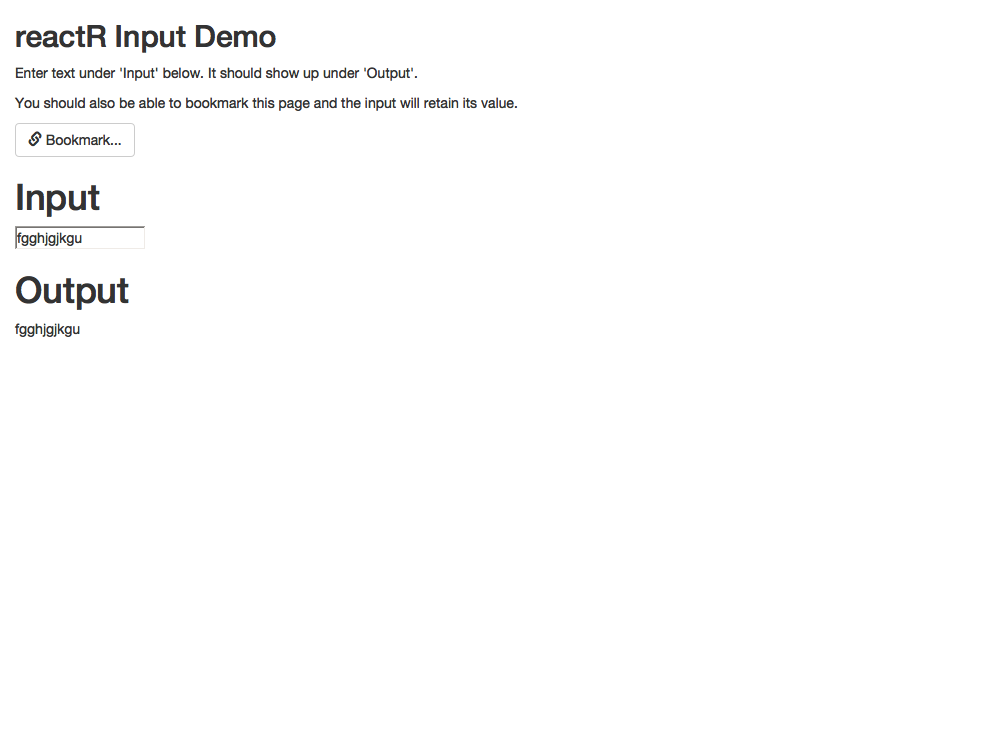 reactR Input Demo
Enter text under 'Input' below. It should show up under 'Output'.
You should also be able to bookmark this page and the input will retain its value.
Bookmark...
Input
fgghjgjkgu
Output
fgghjgjkgu